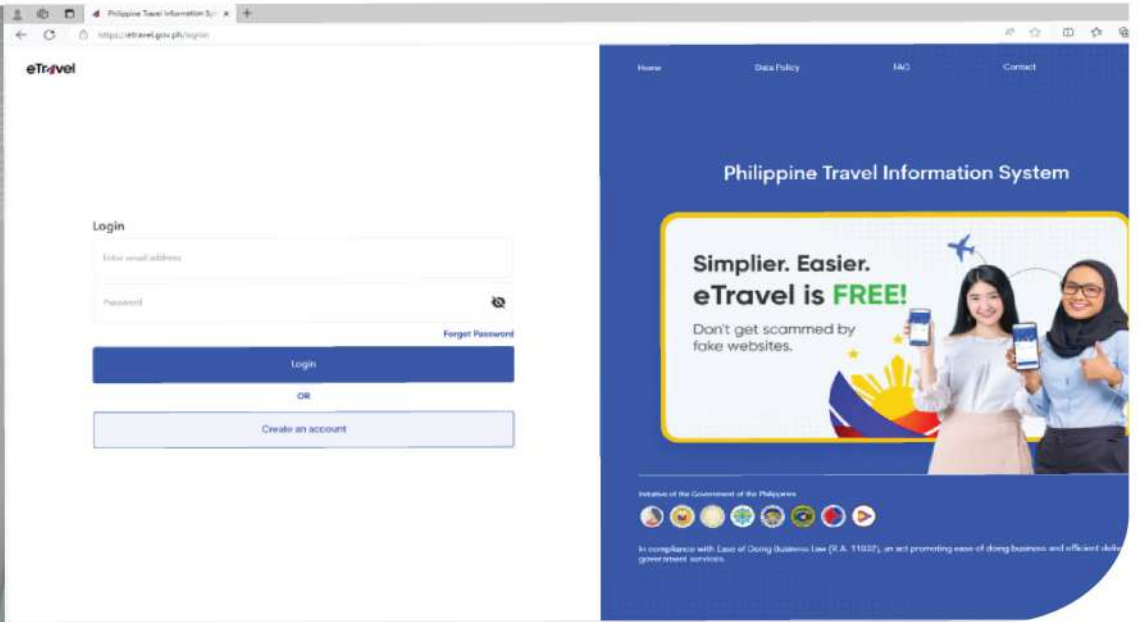 Philippine Travel Information Sy
https://etravel.gov.ph/signin
eTravel
Login
Enter email address
Password
Forget Password
Login
OR
Create an account
Home Data Policy FAQ Contact
Philippine Travel Information System
Simplier. Easier.
eTravel is FREE!
Don't get scammed by
fake websites.
Initiative of the Government of the Philippines
In compliance with Ease of Doing Business Law (R.A. 11032), an act promoting ease of doing business and efficient
government services.